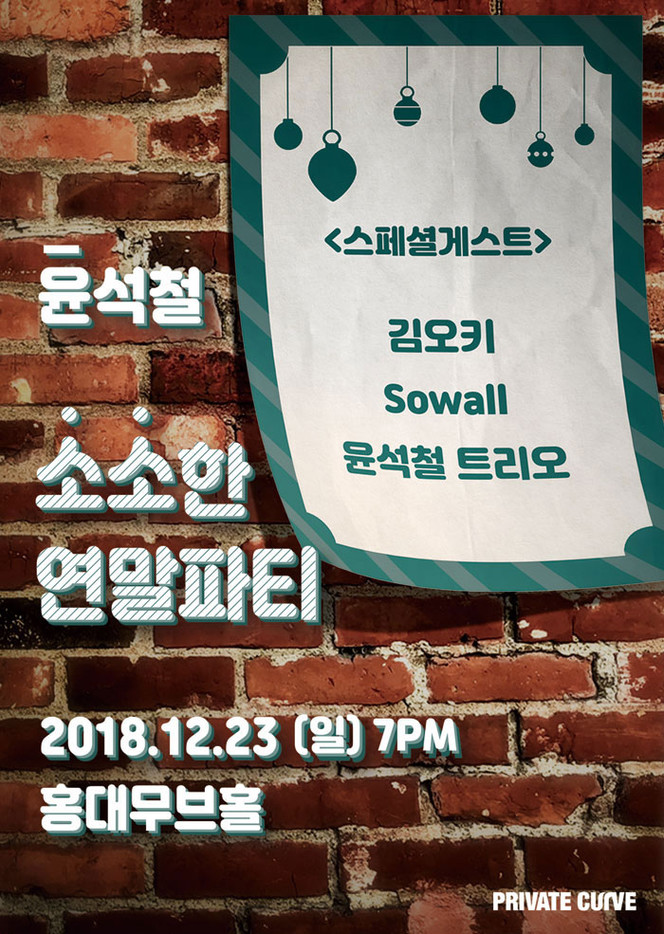 윤석철
소소한
연말파티
<스페셜게스트>
김오키
Sowall
윤석철 트리오
2018.12.23 (일) 7PM
홍대무브홀
PRIVATE CURVE